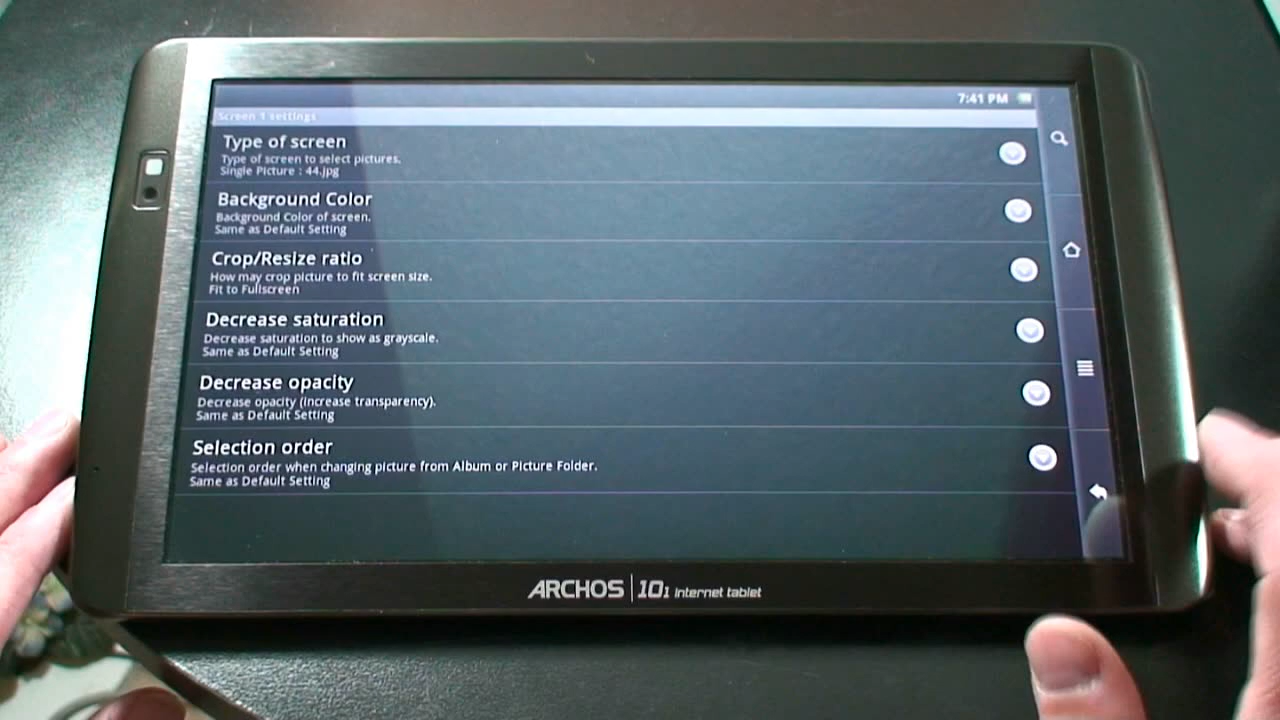 7:41 PM
Screen 1 settings
Type of screen
Type of screen to select pictures.
Single Picture : 44.jpg
Background Color
Background Color of screen.
Same as Default Setting
Crop/Resize ratio
How may crop picture to fit screen size.
Fit to Fullscreen
Decrease saturation
Decrease saturation to show as grayscale.
Same as Default Setting
Decrease opacity
Decrease opacity (increase transparency).
Same as Default Setting
Selection order
Selection order when changing picture from Album or Picture Folder.
Same as Default Setting
ARCHOS 101 internet tablet